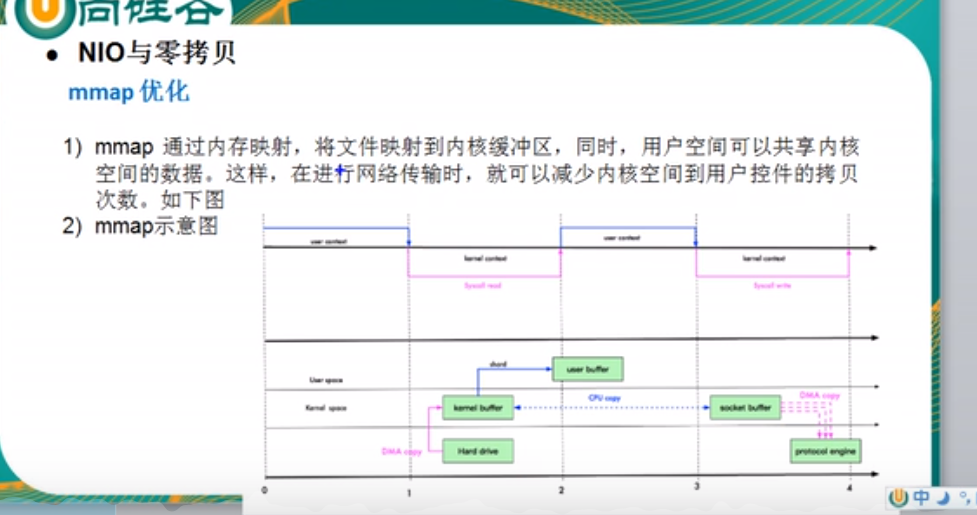 尚硅谷
● NIO与零拷贝
mmap 优化
1) mmap 通过内存映射，将文件映射到内核缓冲区，同时，用户空间可以共享内核
空间的数据。这样，在进行网络传输时，就可以减少内核空间到用户控件的拷贝
次数。如下图
2) mmap示意图
user context
user context
kernel context
kernel context
Syscall read
Syscall write
shard
user buffer
User space
DMA copy
CPU copy
Kernel space
kernel buffer
socket buffer
DMA copy
Hard drive
protocol engine
0 1 2 3 4
中